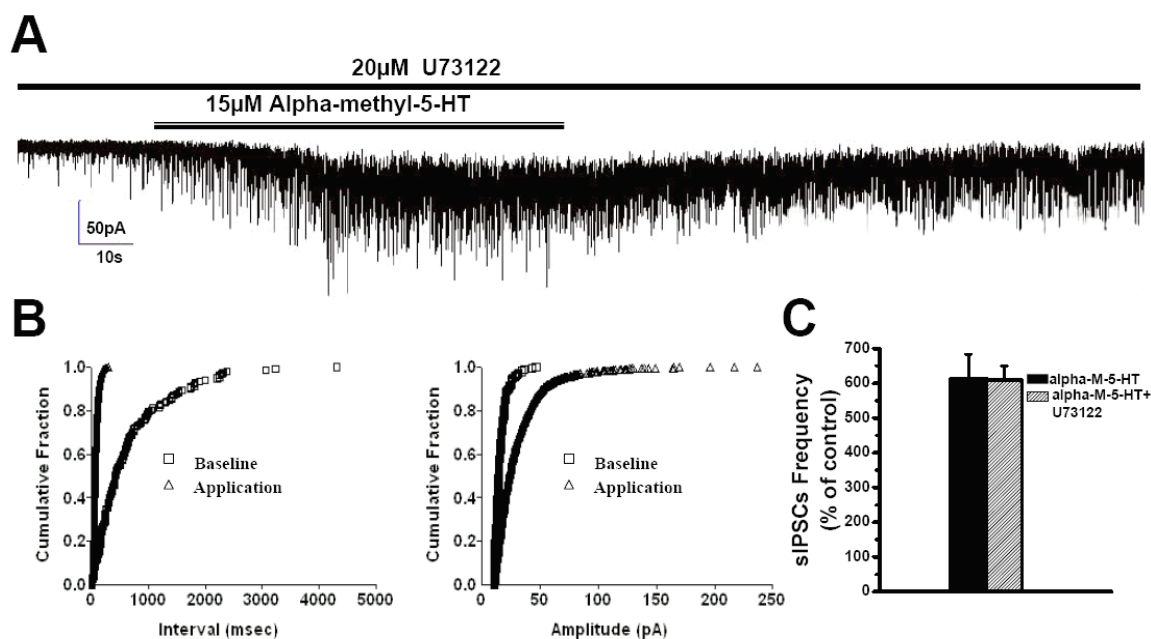 A
20µM U73122
15µM Alpha-methyl-5-HT
50pA
10s
B
C
Cumulative Fraction
1.0
0.8
0.6
0.4
0.2
0.0
Baseline
Application
0 1000 2000 3000 4000 5000
Interval (msec)
Cumulative Fraction
1.0
0.8
0.6
0.4
0.2
0.0
Baseline
Application
0 50 100 150 200 250
Amplitude (pA)
sIPSCs Frequency
(% of control)
700
600
500
400
300
200
100
0
alpha-M-5-HT
alpha-M-5-HT+
U73122